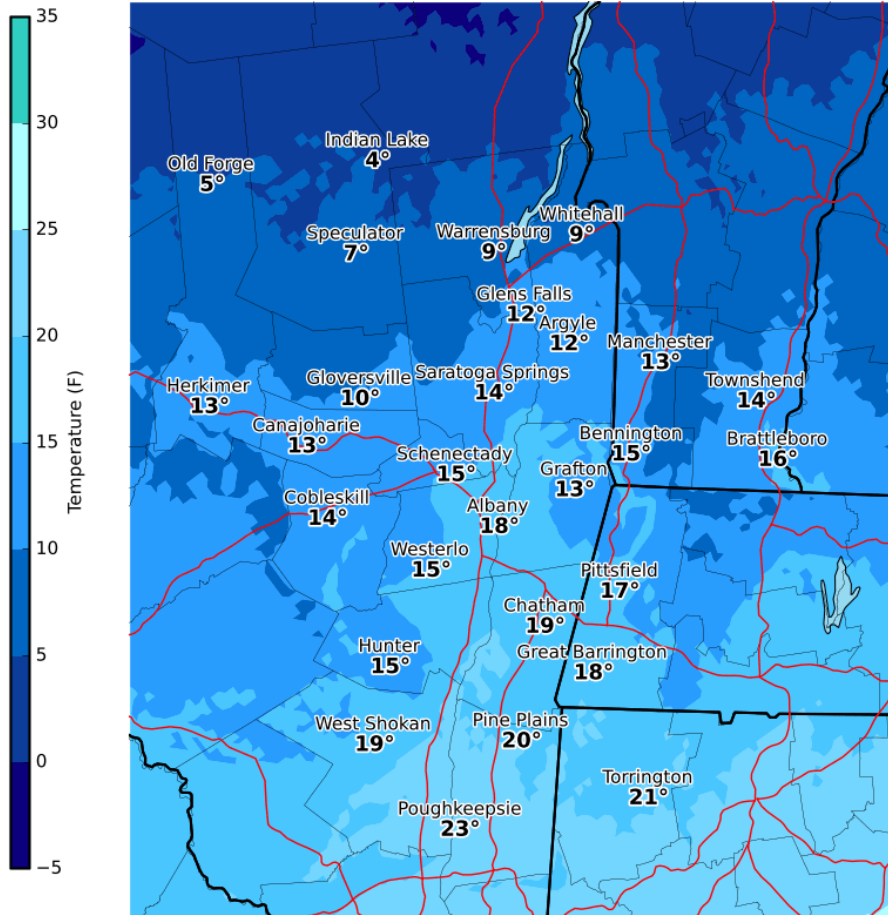 35
30
25
20
15
10
5
0
−5
Temperature (F)
Indian Lake
4°
Old Forge
5°
Whitehall
9°
Speculator
7°
Warrensburg
9°
Glens Falls
12°
Argyle
12°
Manchester
13°
Herkimer
13°
Gloversville
10°
Saratoga Springs
14°
Townshend
14°
Canajoharie
13°
Bennington
15°
Brattleboro
16°
Schenectady
15°
Grafton
13°
Cobleskill
14°
Albany
18°
Westerlo
15°
Pittsfield
17°
Chatham
19°
Hunter
15°
Great Barrington
18°
West Shokan
19°
Pine Plains
20°
Torrington
21°
Poughkeepsie
23°